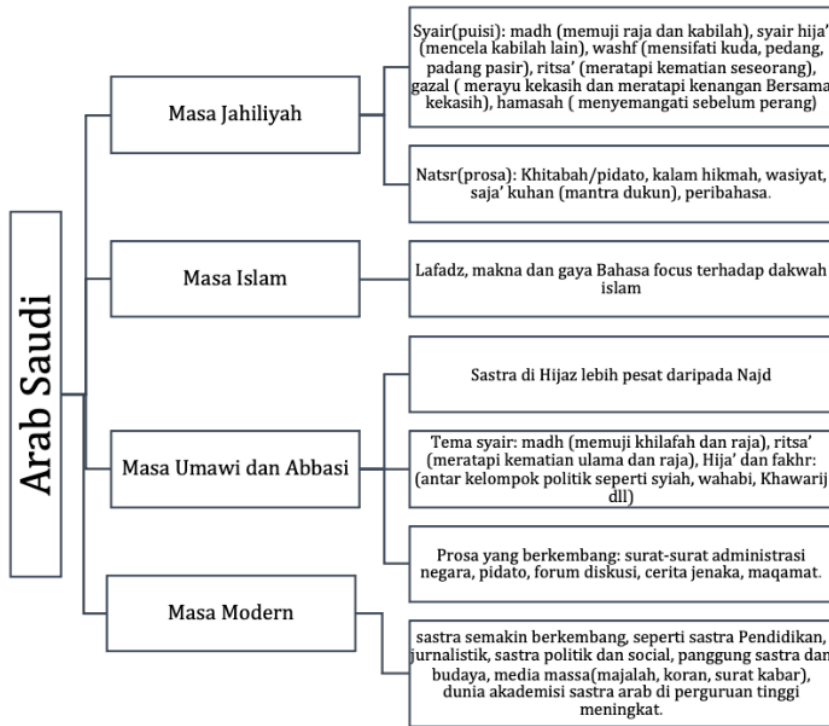 Arab Saudi
Masa Jahiliyah
Syair(puisi): madh (memuji raja dan kabilah), syair hija’
(mencela kabilah lain), washf (mensifati kuda, pedang,
padang pasir), ritsa’ (meratapi kematian seseorang),
gazal ( merayu kekasih dan meratapi kenangan Bersama
kekasih), hamasah ( menyemangati sebelum perang)
Natsr(prosa): Khitabah/pidato, kalam hikmah, wasiyat,
saja’ kuhan (mantra dukun), peribahasa.
Masa Islam
Lafadz, makna dan gaya Bahasa focus terhadap dakwah
islam
Masa Umawi dan Abbasi
Sastra di Hijaz lebih pesat daripada Najd
Tema syair: madh (memuji khilafah dan raja), ritsa’
(meratapi kematian ulama dan raja), Hija’ dan fakhr:
(antar kelompok politik seperti syiah, wahabi, Khawarij
dll)
Prosa yang berkembang: surat-surat administrasi
negara, pidato, forum diskusi, cerita jenaka, maqamat.
Masa Modern
sastra semakin berkembang, seperti sastra Pendidikan,
jurnalistik, sastra politik dan social, panggung sastra dan
budaya, media massa(majalah, koran, surat kabar),
dunia akademisi sastra arab di perguruan tinggi
meningkat.